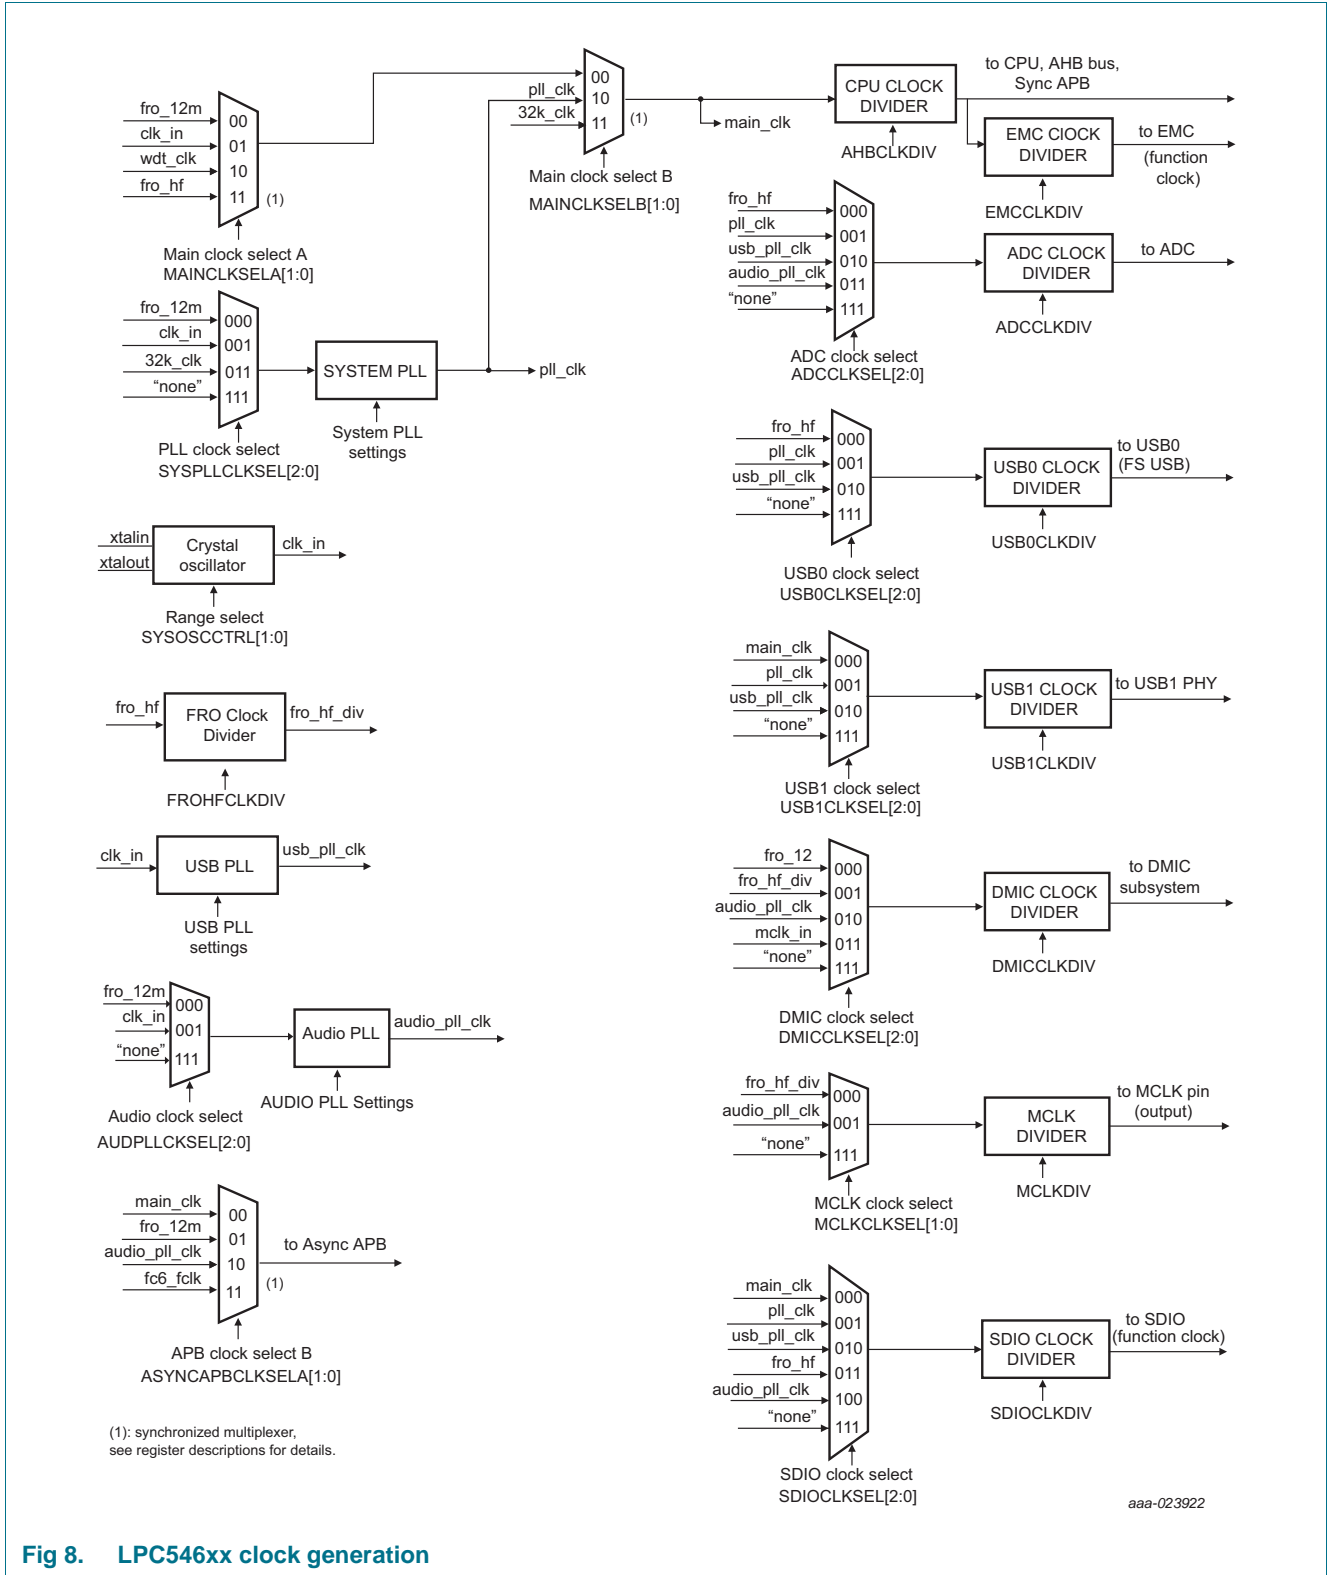 fro_12m
clk_in
wdt_clk
fro_hf
00
01
10
11
(1)
Main clock select A
MAINCLKSELA[1:0]
pll_clk
32k_clk
00
10
11
(1)
Main clock select B
MAINCLKSELB[1:0]
main_clk
CPU CLOCK
DIVIDER
AHBCLKDIV
to CPU, AHB bus,
Sync APB
EMC ClOCK
DIVIDER
EMCCLKDIV
to EMC
(function
clock)
fro_12m
clk_in
32k_clk
“none”
000
001
011
111
PLL clock select
SYSPLLCLKSEL[2:0]
SYSTEM PLL
System PLL
settings
pll_clk
fro_hf
pll_clk
usb_pll_clk
audio_pll_clk
“none”
000
001
010
011
111
ADC clock select
ADCCLKSEL[2:0]
ADC CLOCK
DIVIDER
ADCCLKDIV
to ADC
fro_hf
pll_clk
usb_pll_clk
“none”
000
001
010
111
USB0 clock select
USB0CLKSEL[2:0]
USB0 CLOCK
DIVIDER
USB0CLKDIV
to USB0
(FS USB)
xtalin
xtalout
Crystal
oscillator
clk_in
Range select
SYSOSCCTRL[1:0]
main_clk
pll_clk
usb_pll_clk
“none”
000
001
010
111
USB1 clock select
USB1CLKSEL[2:0]
USB1 CLOCK
DIVIDER
USB1CLKDIV
to USB1 PHY
fro_hf
FRO Clock
Divider
fro_hf_div
FROHFCLKDIV
clk_in
USB PLL
usb_pll_clk
USB PLL
settings
fro_12
fro_hf_div
audio_pll_clk
mclk_in
“none”
000
001
010
011
111
DMIC clock select
DMICCLKSEL[2:0]
DMIC CLOCK
DIVIDER
DMICCLKDIV
to DMIC
subsystem
fro_12m
clk_in
“none”
000
001
111
Audio clock select
AUDPLLCKSEL[2:0]
Audio PLL
AUDIO PLL Settings
audio_pll_clk
fro_hf_div
audio_pll_clk
“none”
000
001
111
MCLK clock select
MCLKCLKSEL[1:0]
MCLK
DIVIDER
MCLKDIV
to MCLK pin
(output)
main_clk
fro_12m
audio_pll_clk
fc6_fclk
00
01
10
11
(1)
to Async APB
APB clock select B
ASYNCAPBCLKSELA[1:0]
main_clk
pll_clk
usb_pll_clk
fro_hf
audio_pll_clk
“none”
000
001
010
011
100
111
SDIO clock select
SDIOCLKSEL[2:0]
SDIO CLOCK
DIVIDER
SDIOCLKDIV
to SDIO
(function clock)
(1): synchronized multiplexer,
see register descriptions for details.
aaa-023922
Fig 8. LPC546xx clock generation